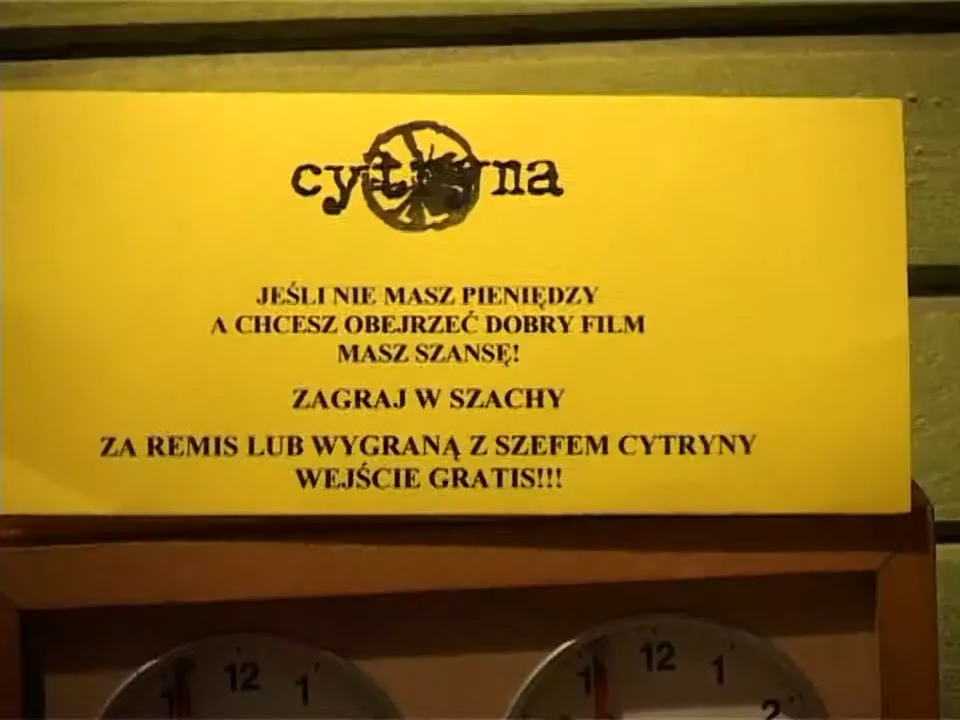 cytryna
JEŚLI NIE MASZ PIENIĘDZY
A CHCESZ OBEJRZEĆ DOBRY FILM
MASZ SZANSĘ!
ZAGRAJ W SZACHY
ZA REMIS LUB WYGRANĄ Z SZEFEM CYTRYNY
WEJŚCIE GRATIS!!!
12 1
12 1
2